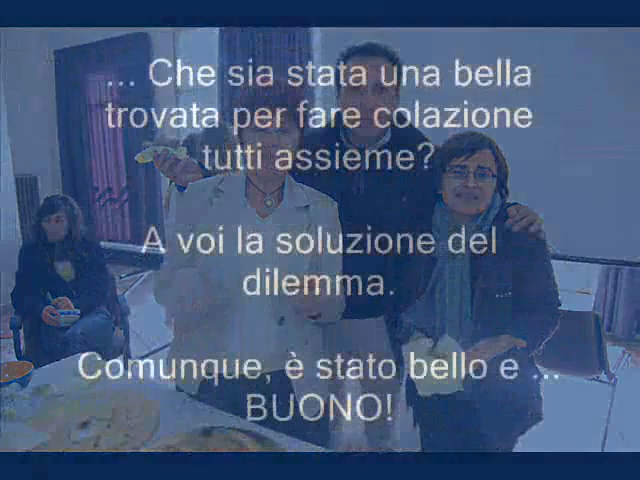 ... Che sia stata una bella
trovata per fare colazione
tutti assieme?
A voi la soluzione del
dilemma.
Comunque, è stato bello e ...
BUONO!